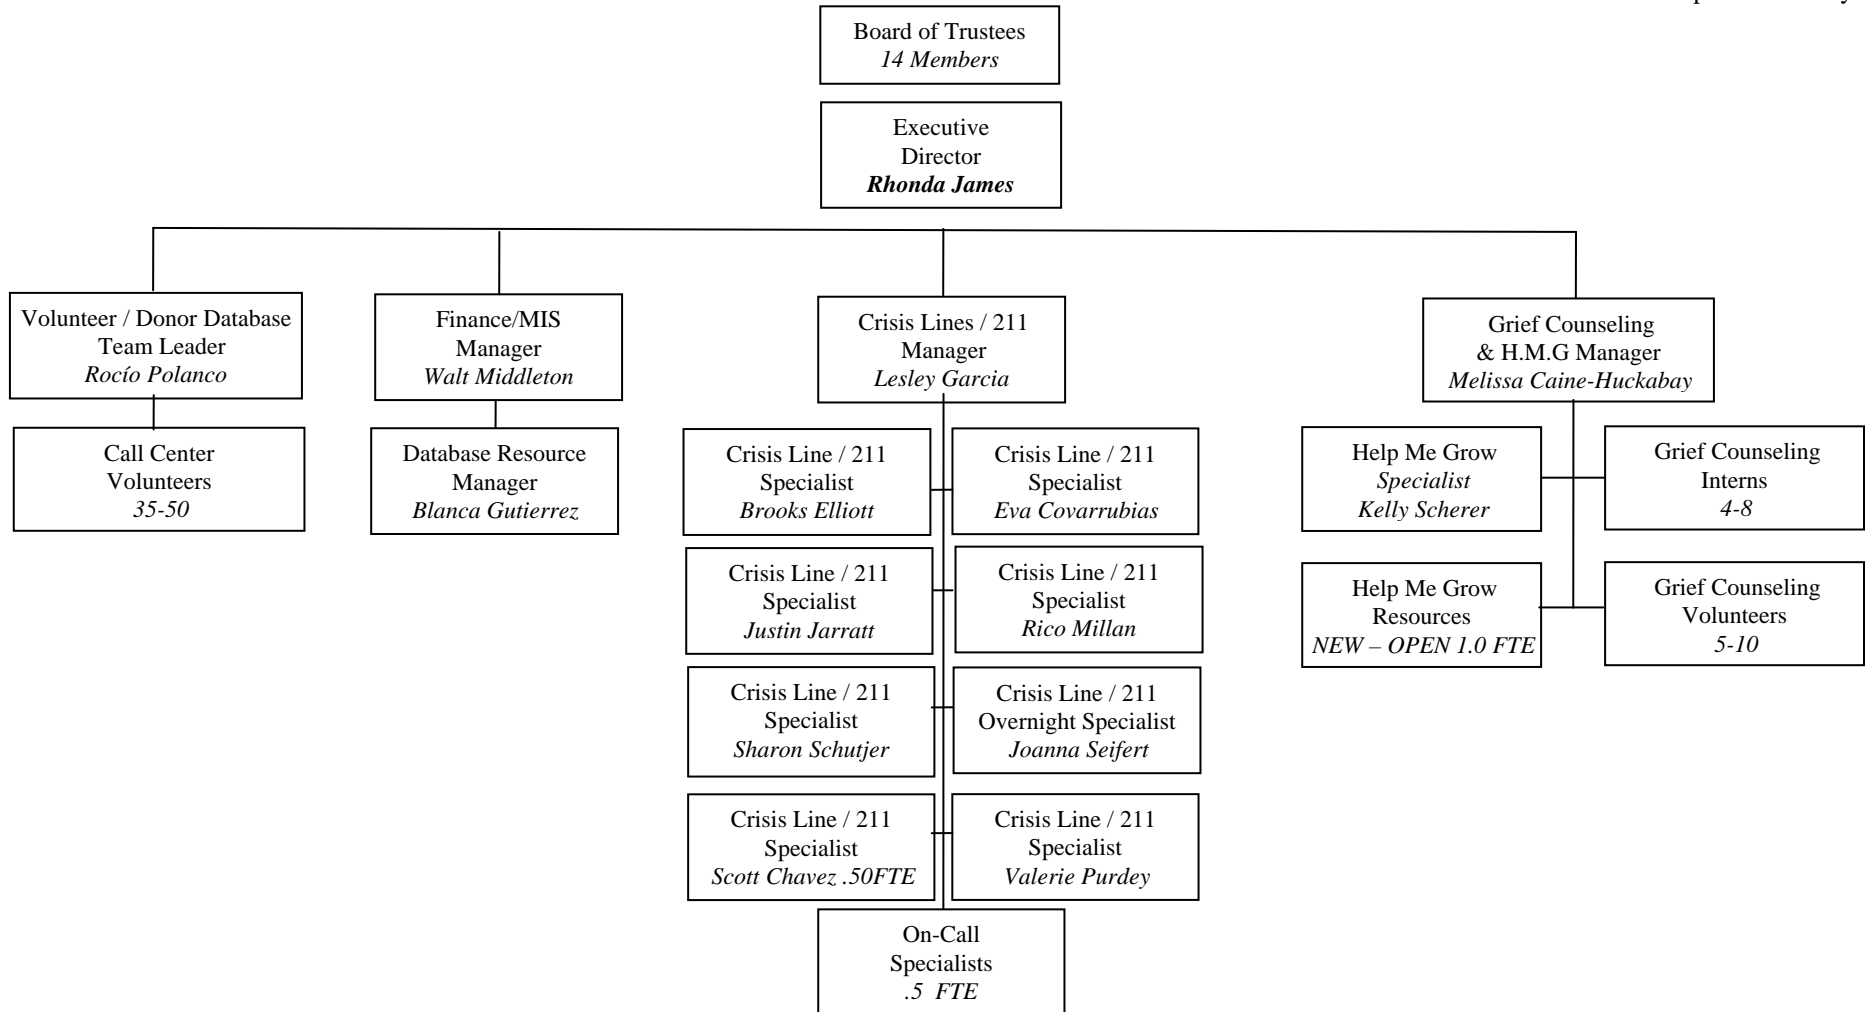 Board of Trustees
14 Members
Executive
Director
Rhonda James
Volunteer / Donor Database
Team Leader
Rocío Polanco
Finance/MIS
Manager
Walt Middleton
Crisis Lines / 211
Manager
Lesley Garcia
Grief Counseling
& H.M.G Manager
Melissa Caine-Huckabay
Call Center
Volunteers
35-50
Database Resource
Manager
Blanca Gutierrez
Crisis Line / 211
Specialist
Brooks Elliott
Crisis Line / 211
Specialist
Eva Covarrubias
Help Me Grow
Specialist
Kelly Scherer
Grief Counseling
Interns
4-8
Crisis Line / 211
Specialist
Justin Jarratt
Crisis Line / 211
Specialist
Rico Millan
Help Me Grow
Resources
NEW – OPEN 1.0 FTE
Grief Counseling
Volunteers
5-10
Crisis Line / 211
Specialist
Sharon Schutjer
Crisis Line / 211
Overnight Specialist
Joanna Seifert
Crisis Line / 211
Specialist
Scott Chavez .50FTE
Crisis Line / 211
Specialist
Valerie Purdey
On-Call
Specialists
.5 FTE